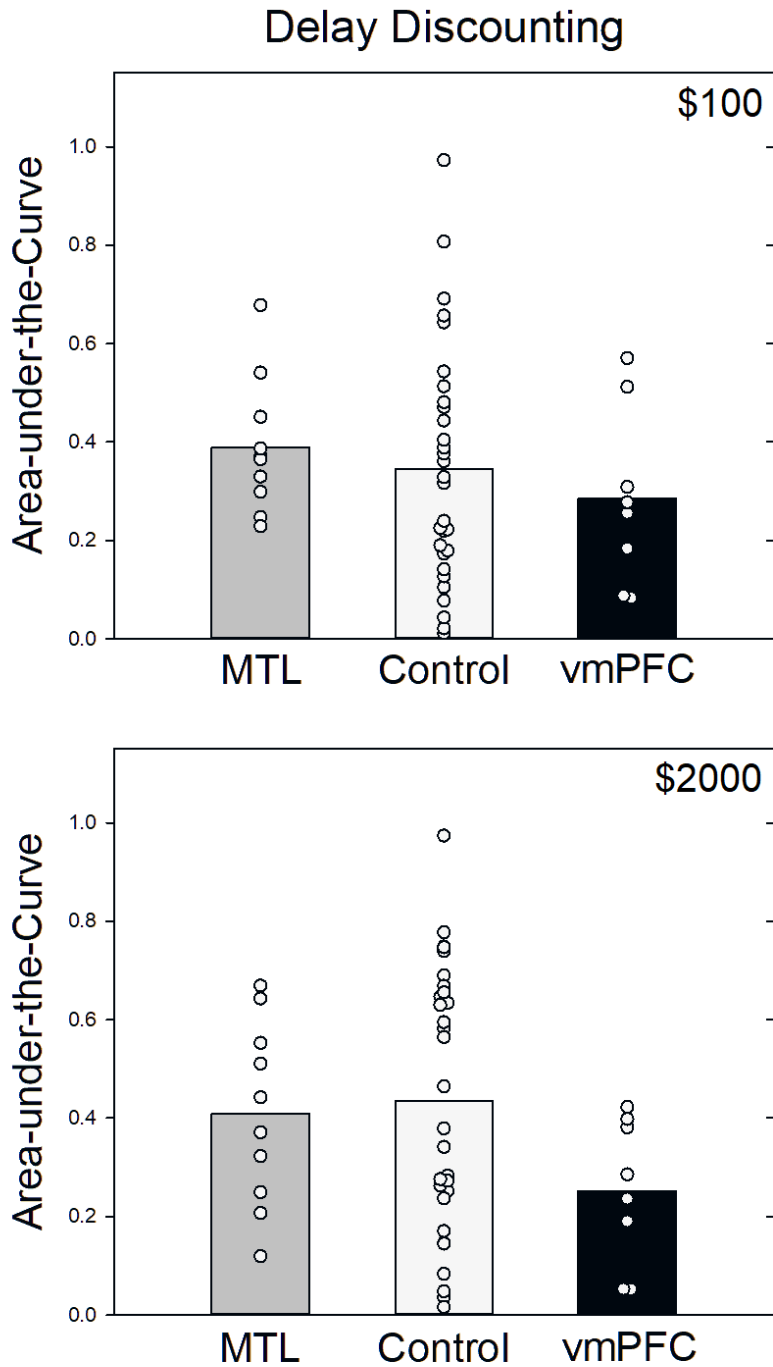 Delay Discounting
$100
Area-under-the-Curve
1.0
0.8
0.6
0.4
0.2
0.0
MTL Control vmPFC
$2000
Area-under-the-Curve
1.0
0.8
0.6
0.4
0.2
0.0
MTL Control vmPFC